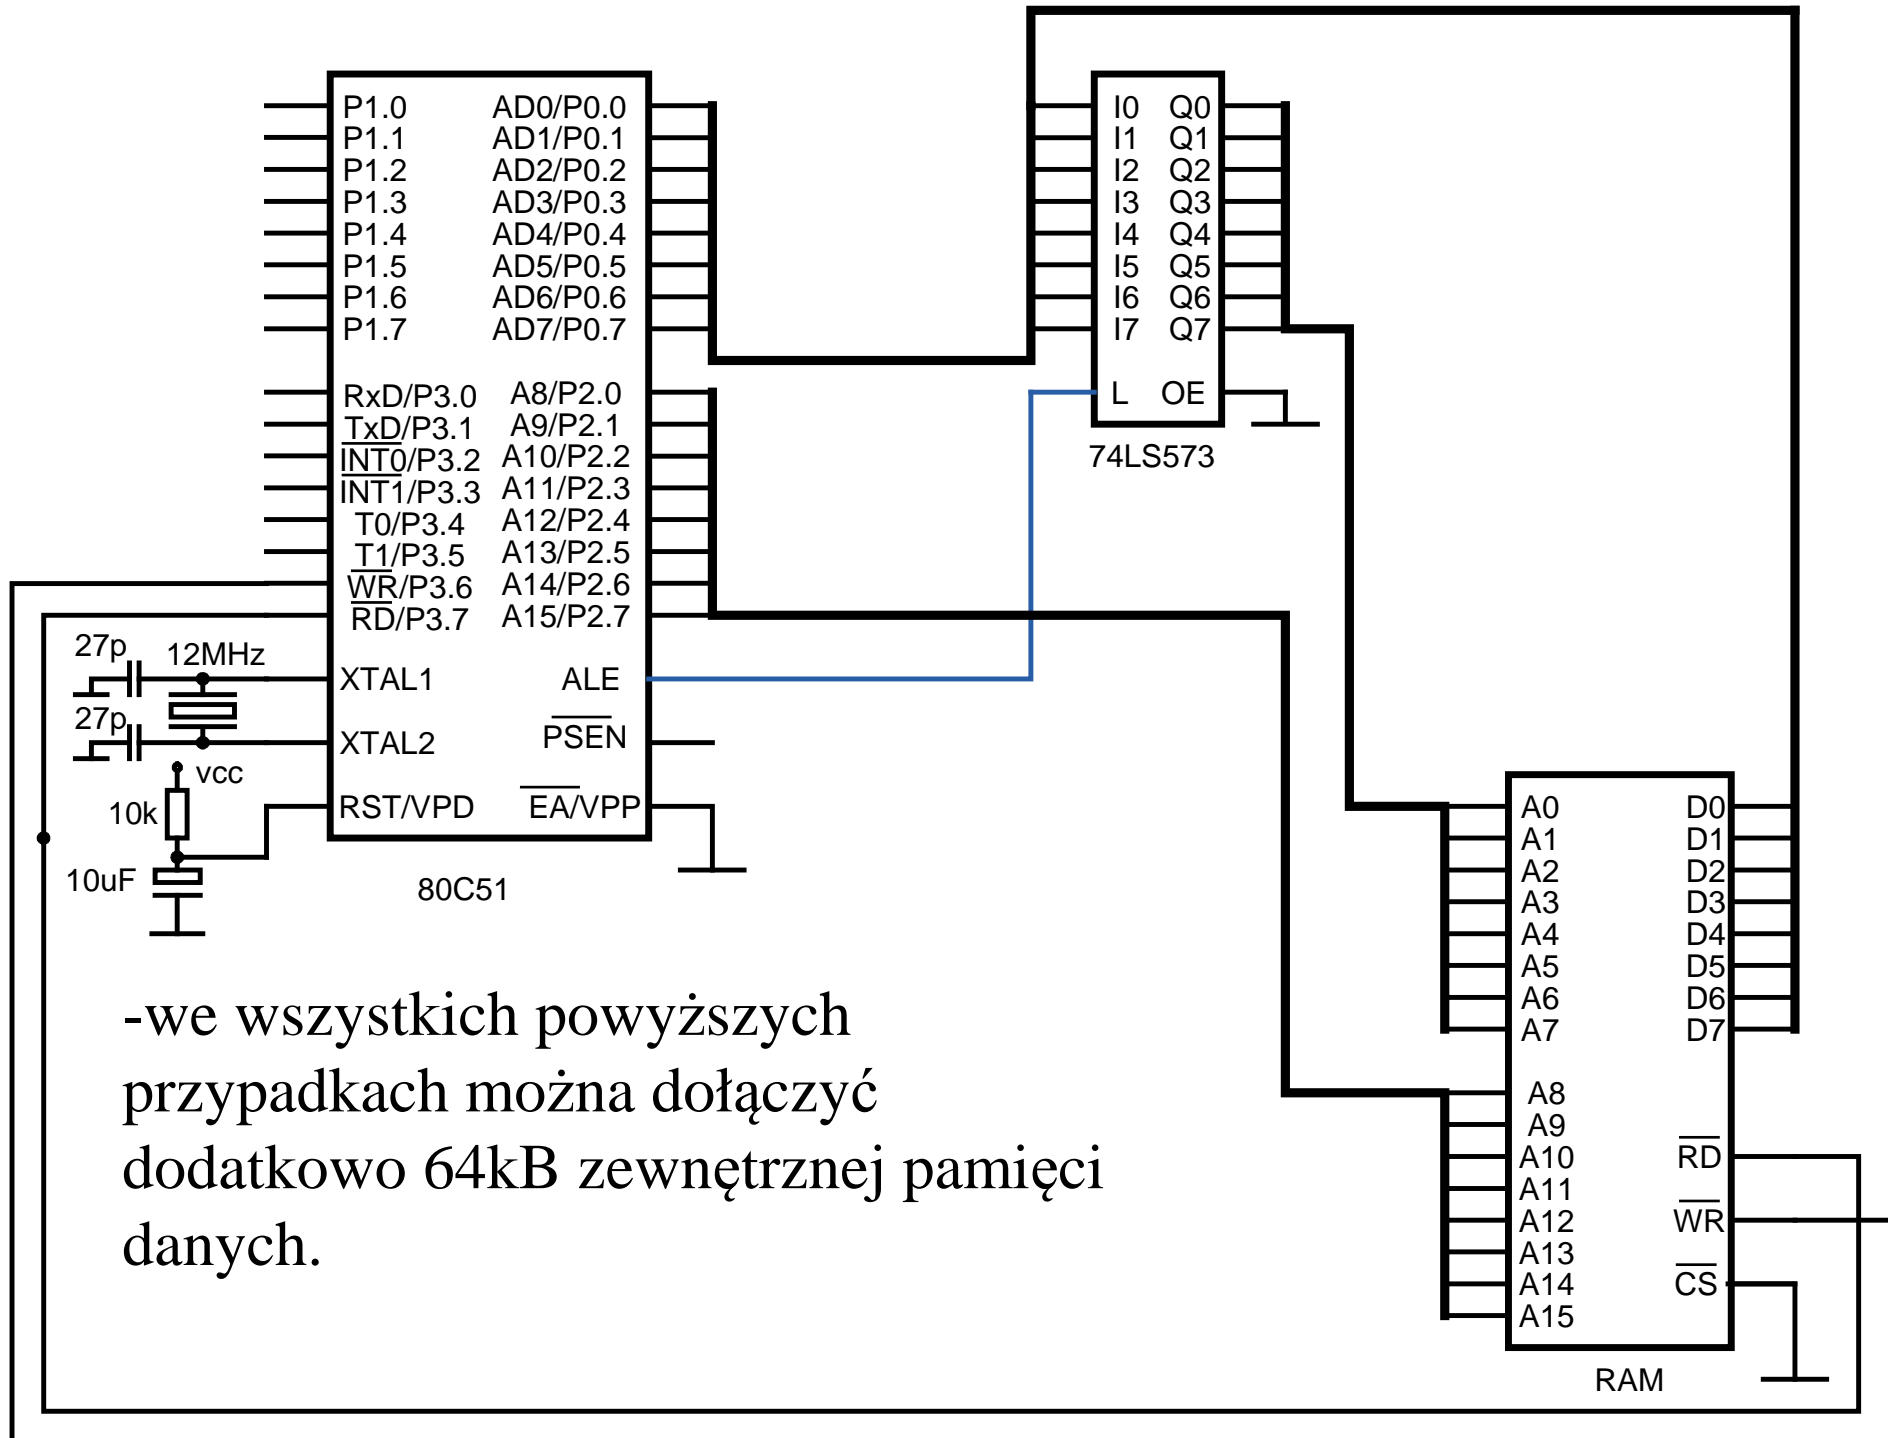 P1.0 AD0/P0.0
P1.1 AD1/P0.1
P1.2 AD2/P0.2
P1.3 AD3/P0.3
P1.4 AD4/P0.4
P1.5 AD5/P0.5
P1.6 AD6/P0.6
P1.7 AD7/P0.7
RxD/P3.0 A8/P2.0
TxD/P3.1 A9/P2.1
INT0/P3.2 A10/P2.2
INT1/P3.3 A11/P2.3
T0/P3.4 A12/P2.4
T1/P3.5 A13/P2.5
WR/P3.6 A14/P2.6
RD/P3.7 A15/P2.7
XTAL1 ALE
XTAL2 PSEN
RST/VPD EA/VPP
80C51
27p
12MHz
27p
vcc
10k
10uF
I0 Q0
I1 Q1
I2 Q2
I3 Q3
I4 Q4
I5 Q5
I6 Q6
I7 Q7
L OE
74LS573
A0 D0
A1 D1
A2 D2
A3 D3
A4 D4
A5 D5
A6 D6
A7 D7
A8
A9
A10 RD
A11
A12 WR
A13
A14 CS
A15
RAM
-we wszystkich powyższych
przypadkach można dołączyć
dodatkowo 64kB zewnętrznej pamięci
danych.